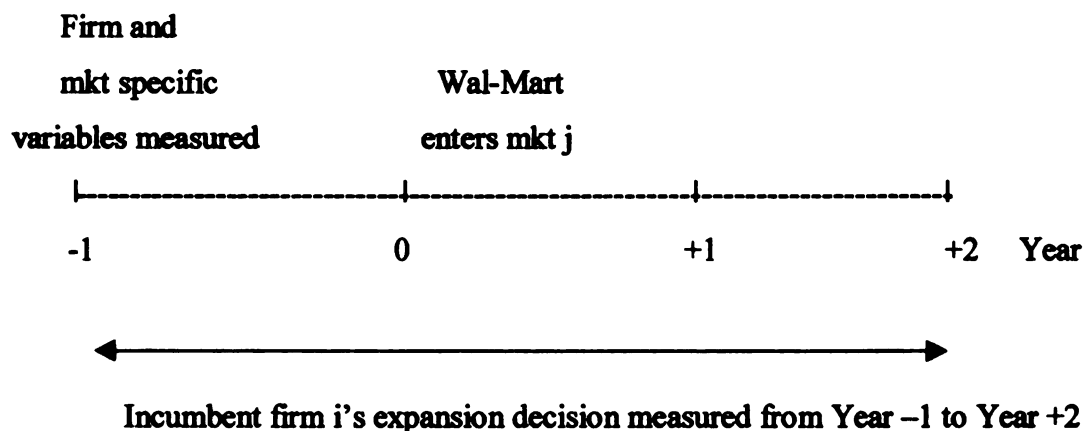 Firm and
mkt specific
variables measured
Wal-Mart
enters mkt j
-1 0 +1 +2 Year
Incumbent firm i's expansion decision measured from Year –1 to Year +2